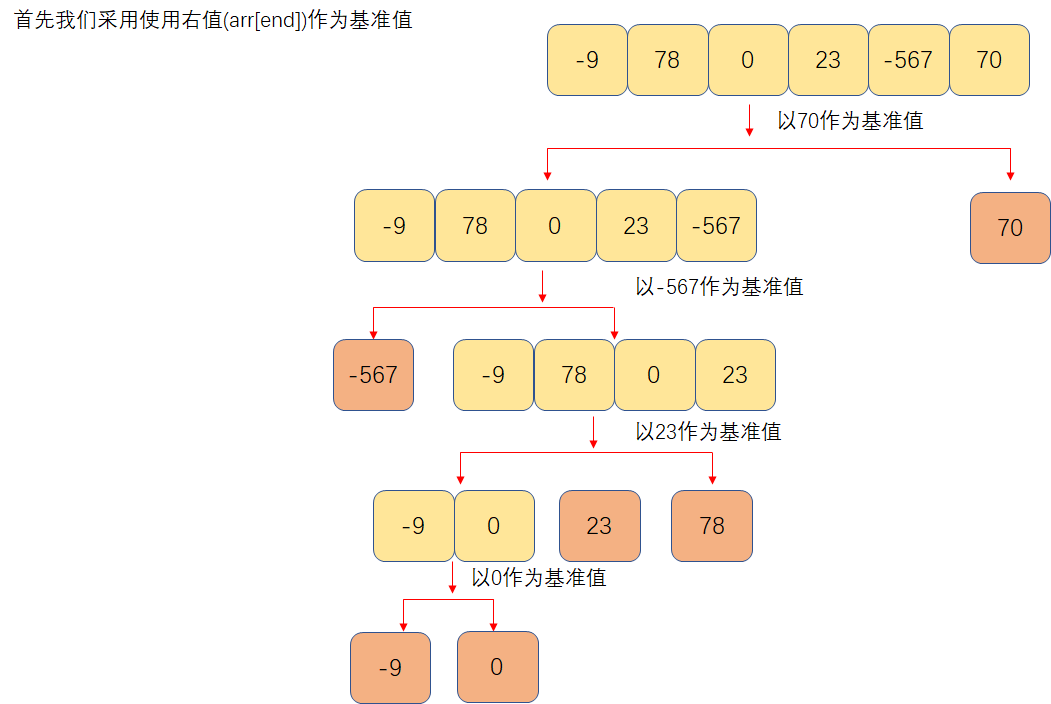 首先我们采用使用右值(arr[end])作为基准值
-9 78 0 23 -567 70
以70作为基准值
-9 78 0 23 -567 70
以-567作为基准值
-567 -9 78 0 23
以23作为基准值
-9 0 23 78
以0作为基准值
-9 0